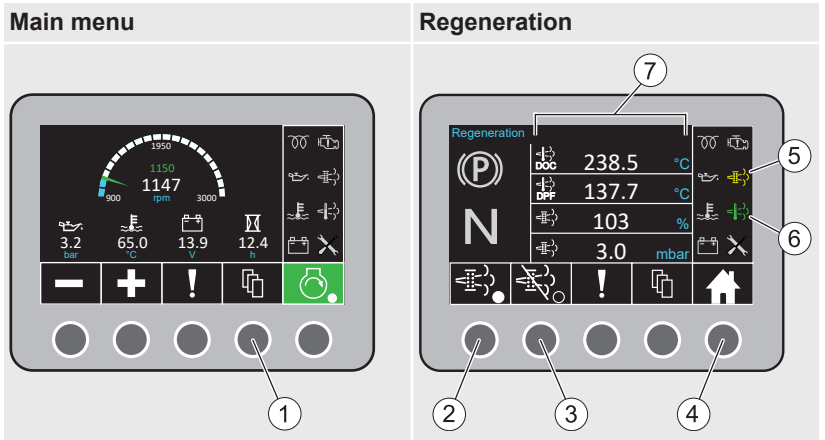 Main menu
Regeneration
1950
1150
1147
rpm
900
3000
3.2
65.0
13.9
12.4
bar
°C
V
h
!
1
7
Regeneration
P
N
DOC
238.5 °C
DPF
137.7 °C
103 %
3.0 mbar
!
5
6
2
3
4